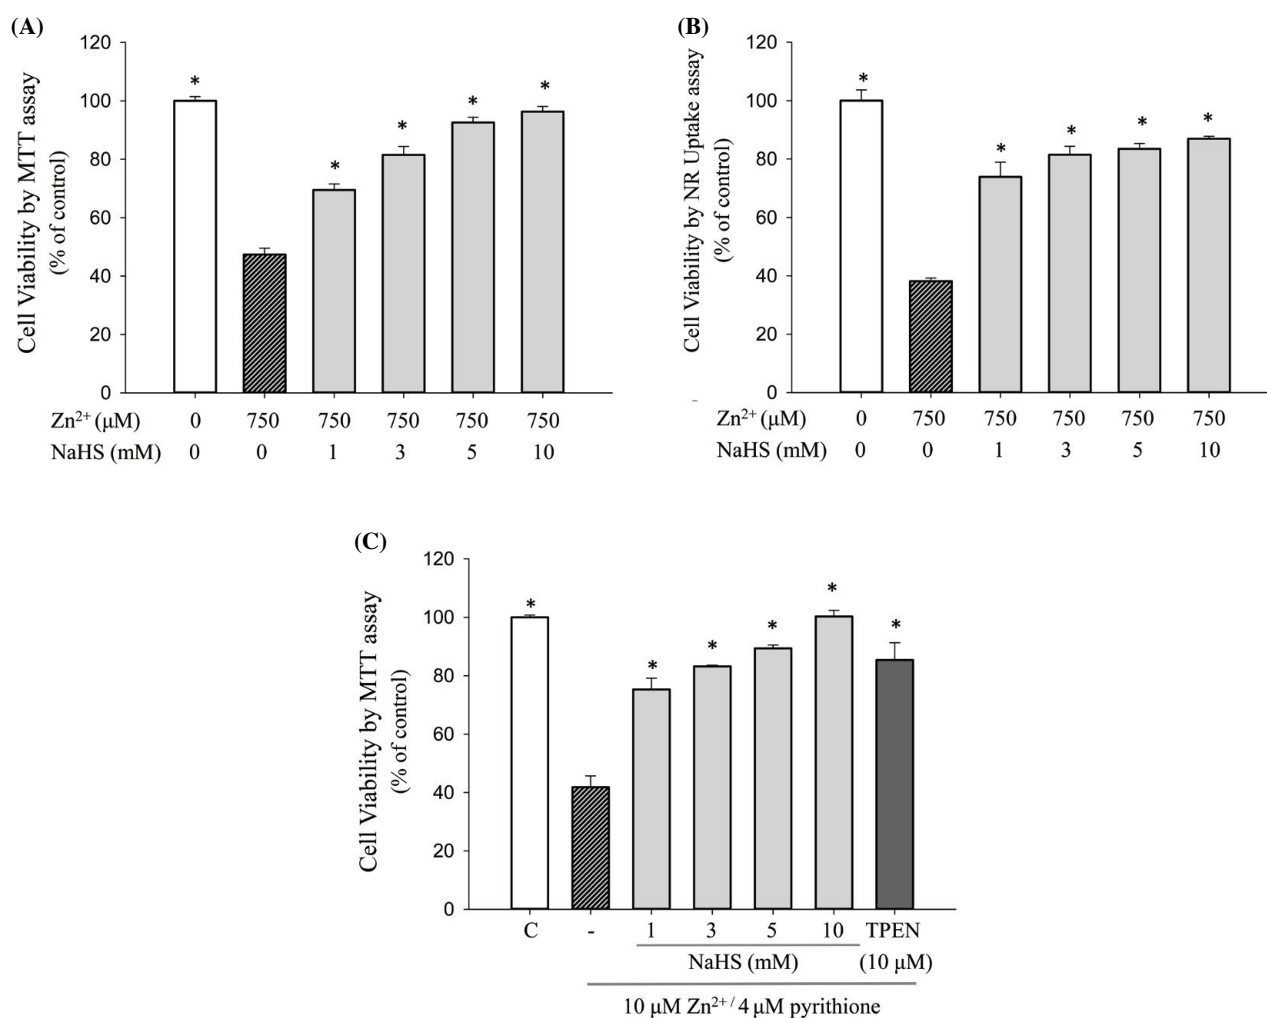 (A)
Cell Viability by MTT assay
(% of control)
120
100
80
60
40
20
0
* * * * *
Zn²⁺ (μM) 0 750 750 750 750 750
NaHS (mM) 0 0 1 3 5 10
(B)
Cell Viability by NR Uptake assay
(% of control)
120
100
80
60
40
20
0
* * * * *
Zn²⁺ (μM) 0 750 750 750 750 750
NaHS (mM) 0 0 1 3 5 10
(C)
Cell Viability by MTT assay
(% of control)
120
100
80
60
40
20
0
* * * * * *
C - 1 3 5 10 TPEN
NaHS (mM) (10 μM)
10 μM Zn²⁺ / 4 μM pyrithione